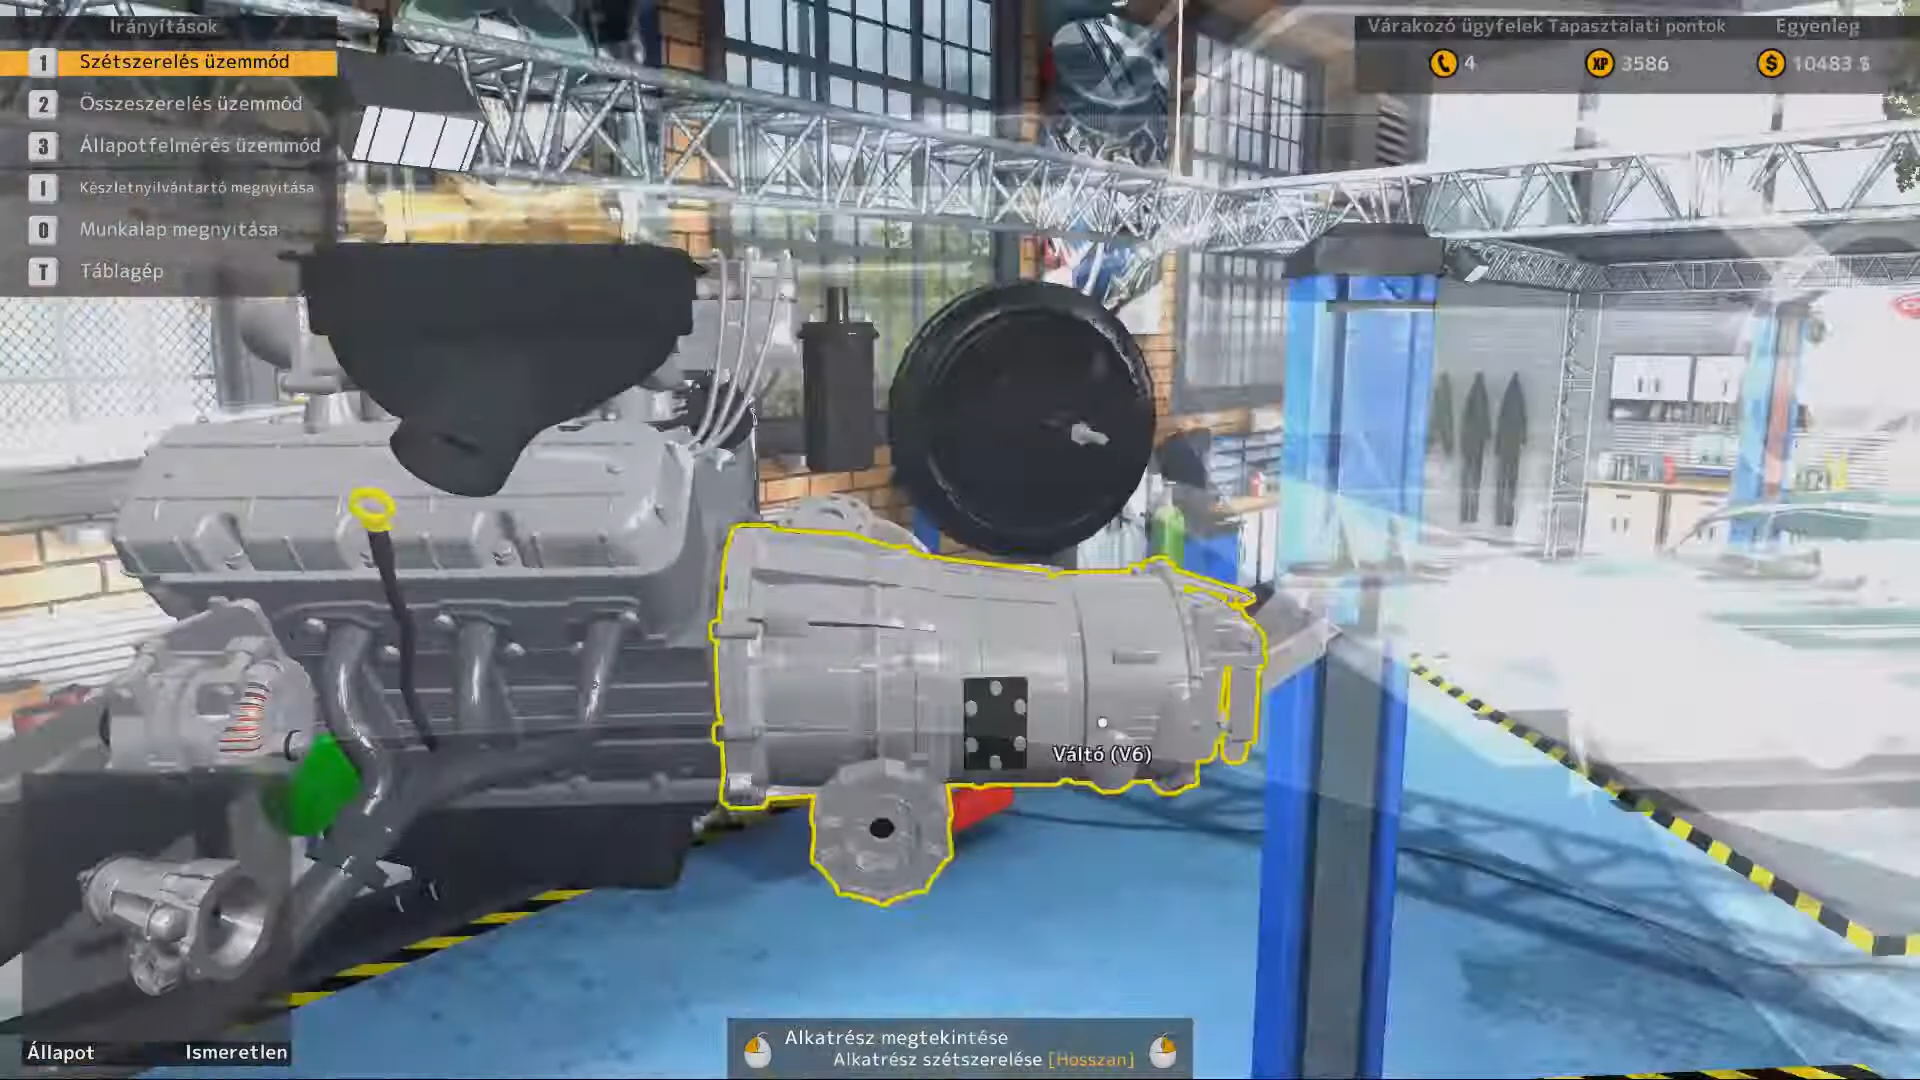 Irányítások
1 Szétszerelés üzemmód
2 Összeszerelés üzemmód
3 Állapotfelmérés üzemmód
I Készletnyilvántartó megnyitása
O Munkalap megnyitása
T Táblagép
Várakozó ügyfelek Tapasztalati pontok Egyenleg
4 XP 3586 $ 10483 $
Váltó (V6)
Állapot Ismeretlen
Alkatrész megtekintése
Alkatrész szétszerelése [Hosszan]